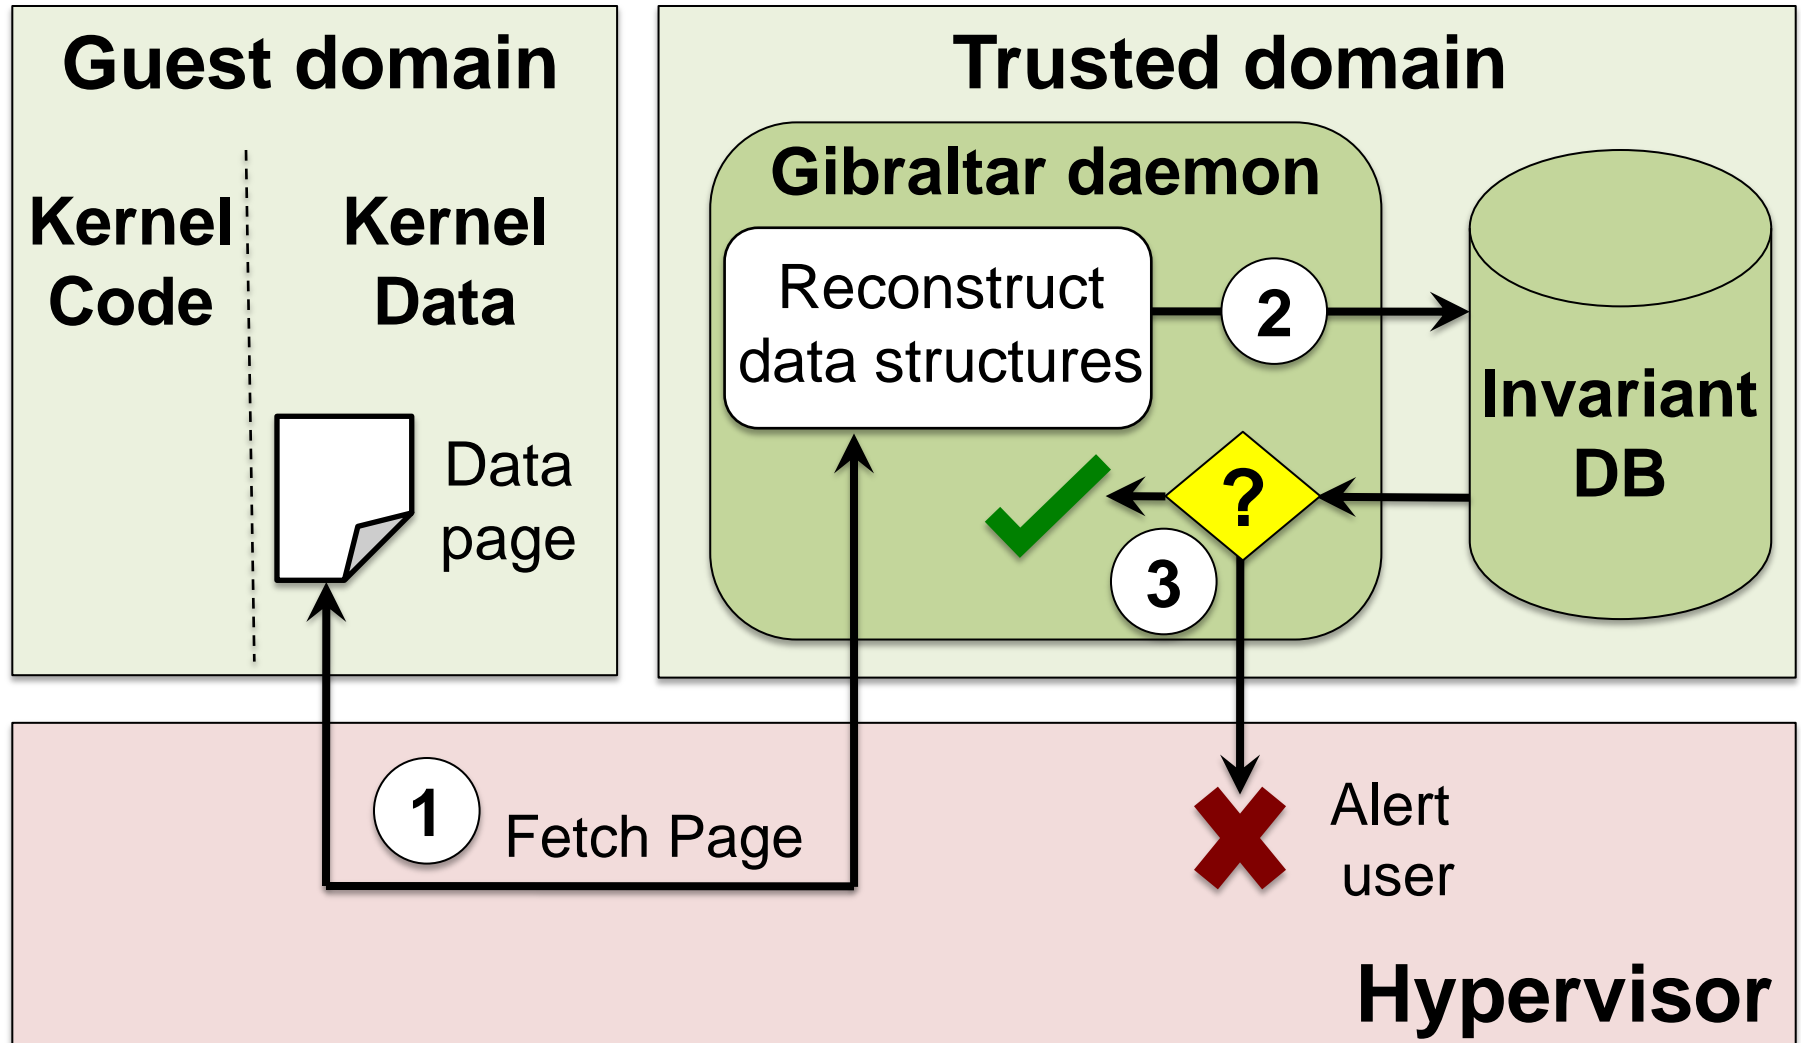 Guest domain
Kernel
Code
Kernel
Data
Data
page
Trusted domain
Gibraltar daemon
Reconstruct
data structures
2
Invariant
DB
?
3
1
Fetch Page
Alert
user
Hypervisor